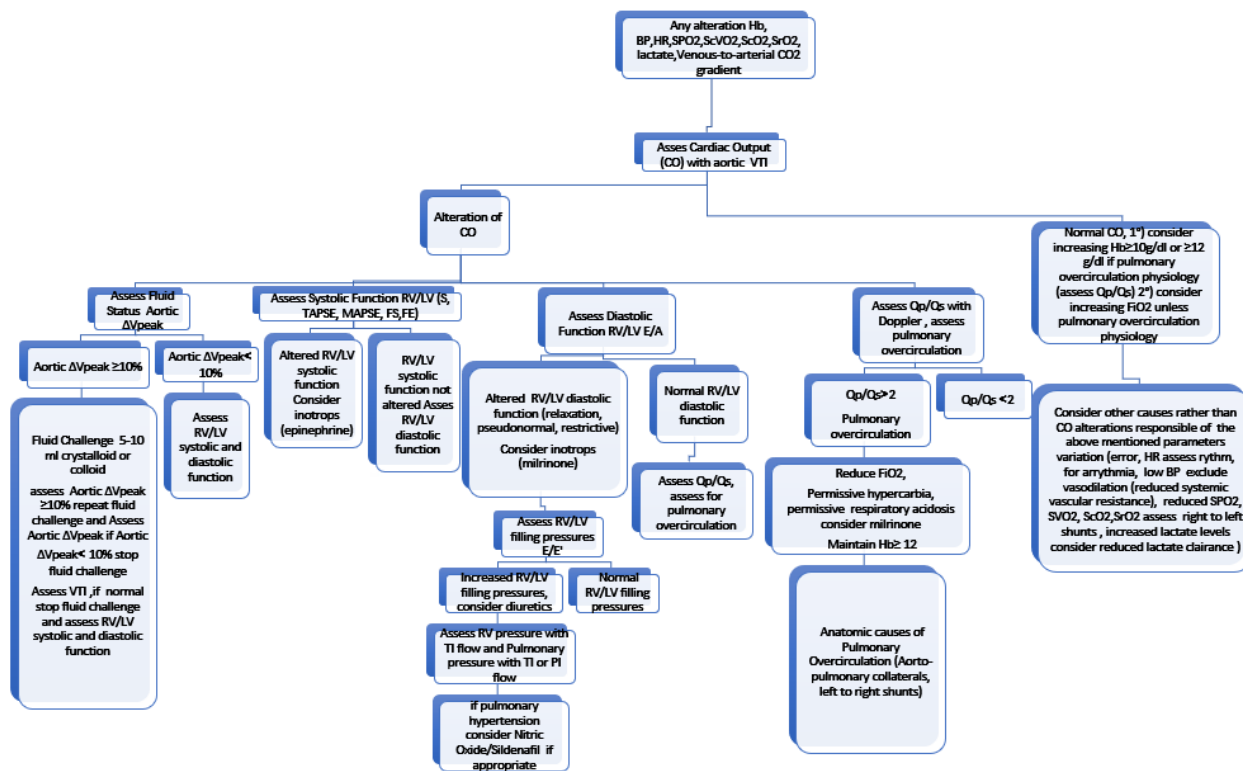 Any alteration Hb,
BP,HR,SPO2,ScVO2,ScO2,SrO2,
lactate,Venous-to-arterial CO2
gradient
Asses Cardiac Output
(CO) with aortic VTI
Alteration of
CO
Normal CO, 1°) consider
increasing Hb≥10g/dl or ≥12
g/dl if pulmonary
overcirculation physiology
(assess Qp/Qs) 2°) consider
increasing FiO2 unless
pulmonary overcirculation
physiology
Assess Fluid
Status Aortic
ΔVpeak
Assess Systolic Function RV/LV (S,
TAPSE, MAPSE, FS,FE)
Assess Diastolic
Function RV/LV E/A
Assess Qp/Qs with
Doppler , assess
pulmonary
overcirculation
Aortic ΔVpeak ≥10%
Aortic ΔVpeak<
10%
Altered RV/LV
systolic
function
Consider
inotrops
(epinephrine)
RV/LV
systolic
function not
altered Asses
RV/LV
diastolic
function
Altered RV/LV diastolic
function (relaxation,
pseudonormal, restrictive)
Consider inotrops
(milrinone)
Normal RV/LV
diastolic
function
Qp/Qs>2
Pulmonary
overcirculation
Qp/Qs <2
Fluid Challenge 5-10
ml crystalloid or
colloid
assess Aortic ΔVpeak
≥10% repeat fluid
challenge and Assess
Aortic ΔVpeak if Aortic
ΔVpeak< 10% stop
fluid challenge
Assess VTI ,if normal
stop fluid challenge
and assess RV/LV
systolic and diastolic
function
Assess
RV/LV
systolic and
diastolic
function
Assess Qp/Qs,
assess for
pulmonary
overcirculation
Reduce FiO2,
Permissive hypercarbia,
permissive respiratory acidosis
consider milrinone
Maintain Hb≥ 12
Consider other causes rather than
CO alterations responsible of the
above mentioned parameters
variation (error, HR assess rythm,
for arrythmia, low BP exclude
vasodilation (reduced systemic
vascular resistance), reduced SPO2,
SVO2, ScO2,SrO2 assess right to left
shunts , increased lactate levels
consider reduced lactate clairance )
Assess RV/LV
filling pressures
E/E'
Increased RV/LV
filling pressures,
consider diuretics
Normal
RV/LV filling
pressures
Assess RV pressure with
TI flow and Pulmonary
pressure with TI or PI
flow
if pulmonary
hypertension
consider Nitric
Oxide/Sildenafil if
appropriate
Anatomic causes of
Pulmonary
Overcirculation (Aorto-
pulmonary collaterals,
left to right shunts)